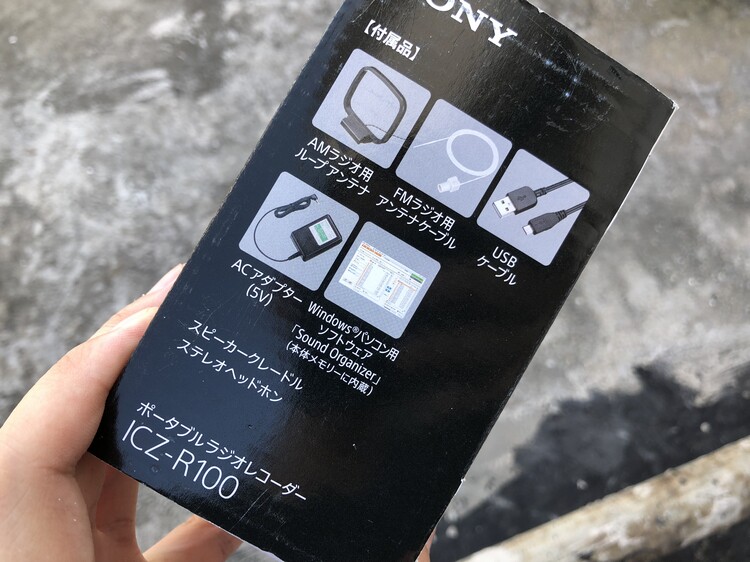 SONY
【付属品】
AMラジオ用
ループアンテナ
FMラジオ用
アンテナケーブル
USB
ケーブル
ACアダプター
(5V)
Windows®パソコン用
ソフトウェア
「Sound Organizer」
(本体メモリーに内蔵)
スピーカークレードル
ステレオヘッドホン
ポータブルラジオレコーダー
ICZ-R100